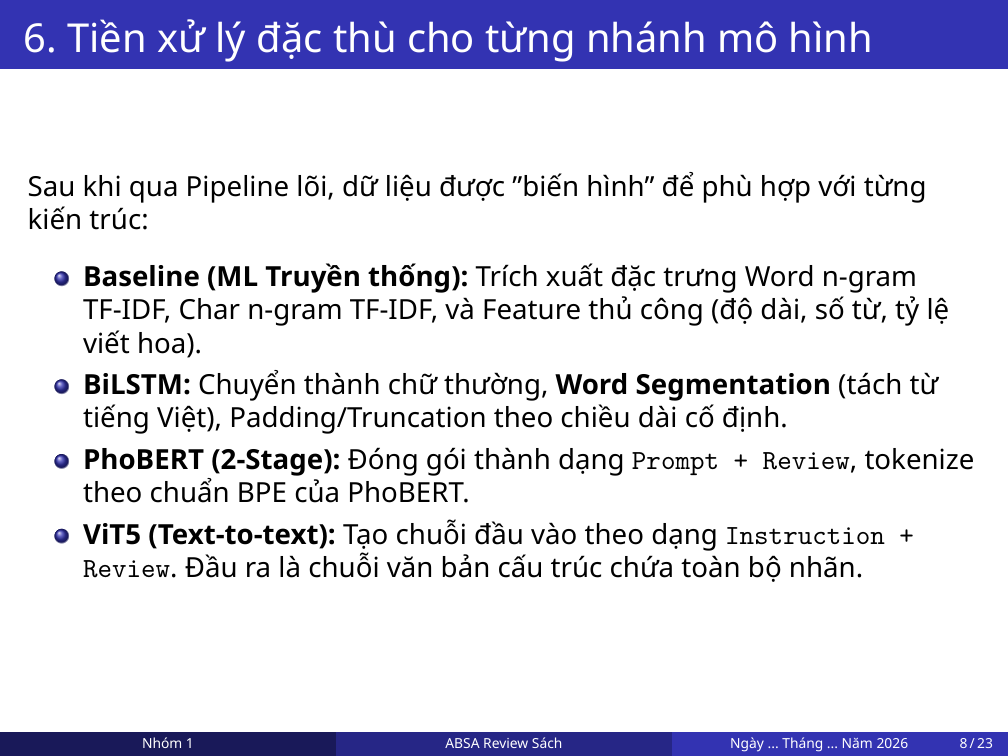 6. Tiền xử lý đặc thù cho từng nhánh mô hình
Sau khi qua Pipeline lõi, dữ liệu được ”biến hình” để phù hợp với từng
kiến trúc:
Baseline (ML Truyền thống): Trích xuất đặc trưng Word n-gram
TF-IDF, Char n-gram TF-IDF, và Feature thủ công (độ dài, số từ, tỷ lệ
viết hoa).
BiLSTM: Chuyển thành chữ thường, Word Segmentation (tách từ
tiếng Việt), Padding/Truncation theo chiều dài cố định.
PhoBERT (2-Stage): Đóng gói thành dạng Prompt + Review, tokenize
theo chuẩn BPE của PhoBERT.
ViT5 (Text-to-text): Tạo chuỗi đầu vào theo dạng Instruction +
Review. Đầu ra là chuỗi văn bản cấu trúc chứa toàn bộ nhãn.
Nhóm 1 ABSA Review Sách Ngày ... Tháng ... Năm 2026 8 / 23